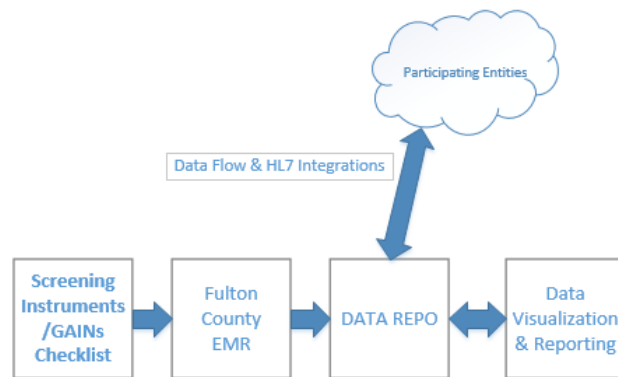 Participating Entities
Data Flow & HL7 Integrations
Screening
Instruments
/GAINs
Checklist
Fulton
County
EMR
DATA REPO
Data
Visualization
& Reporting